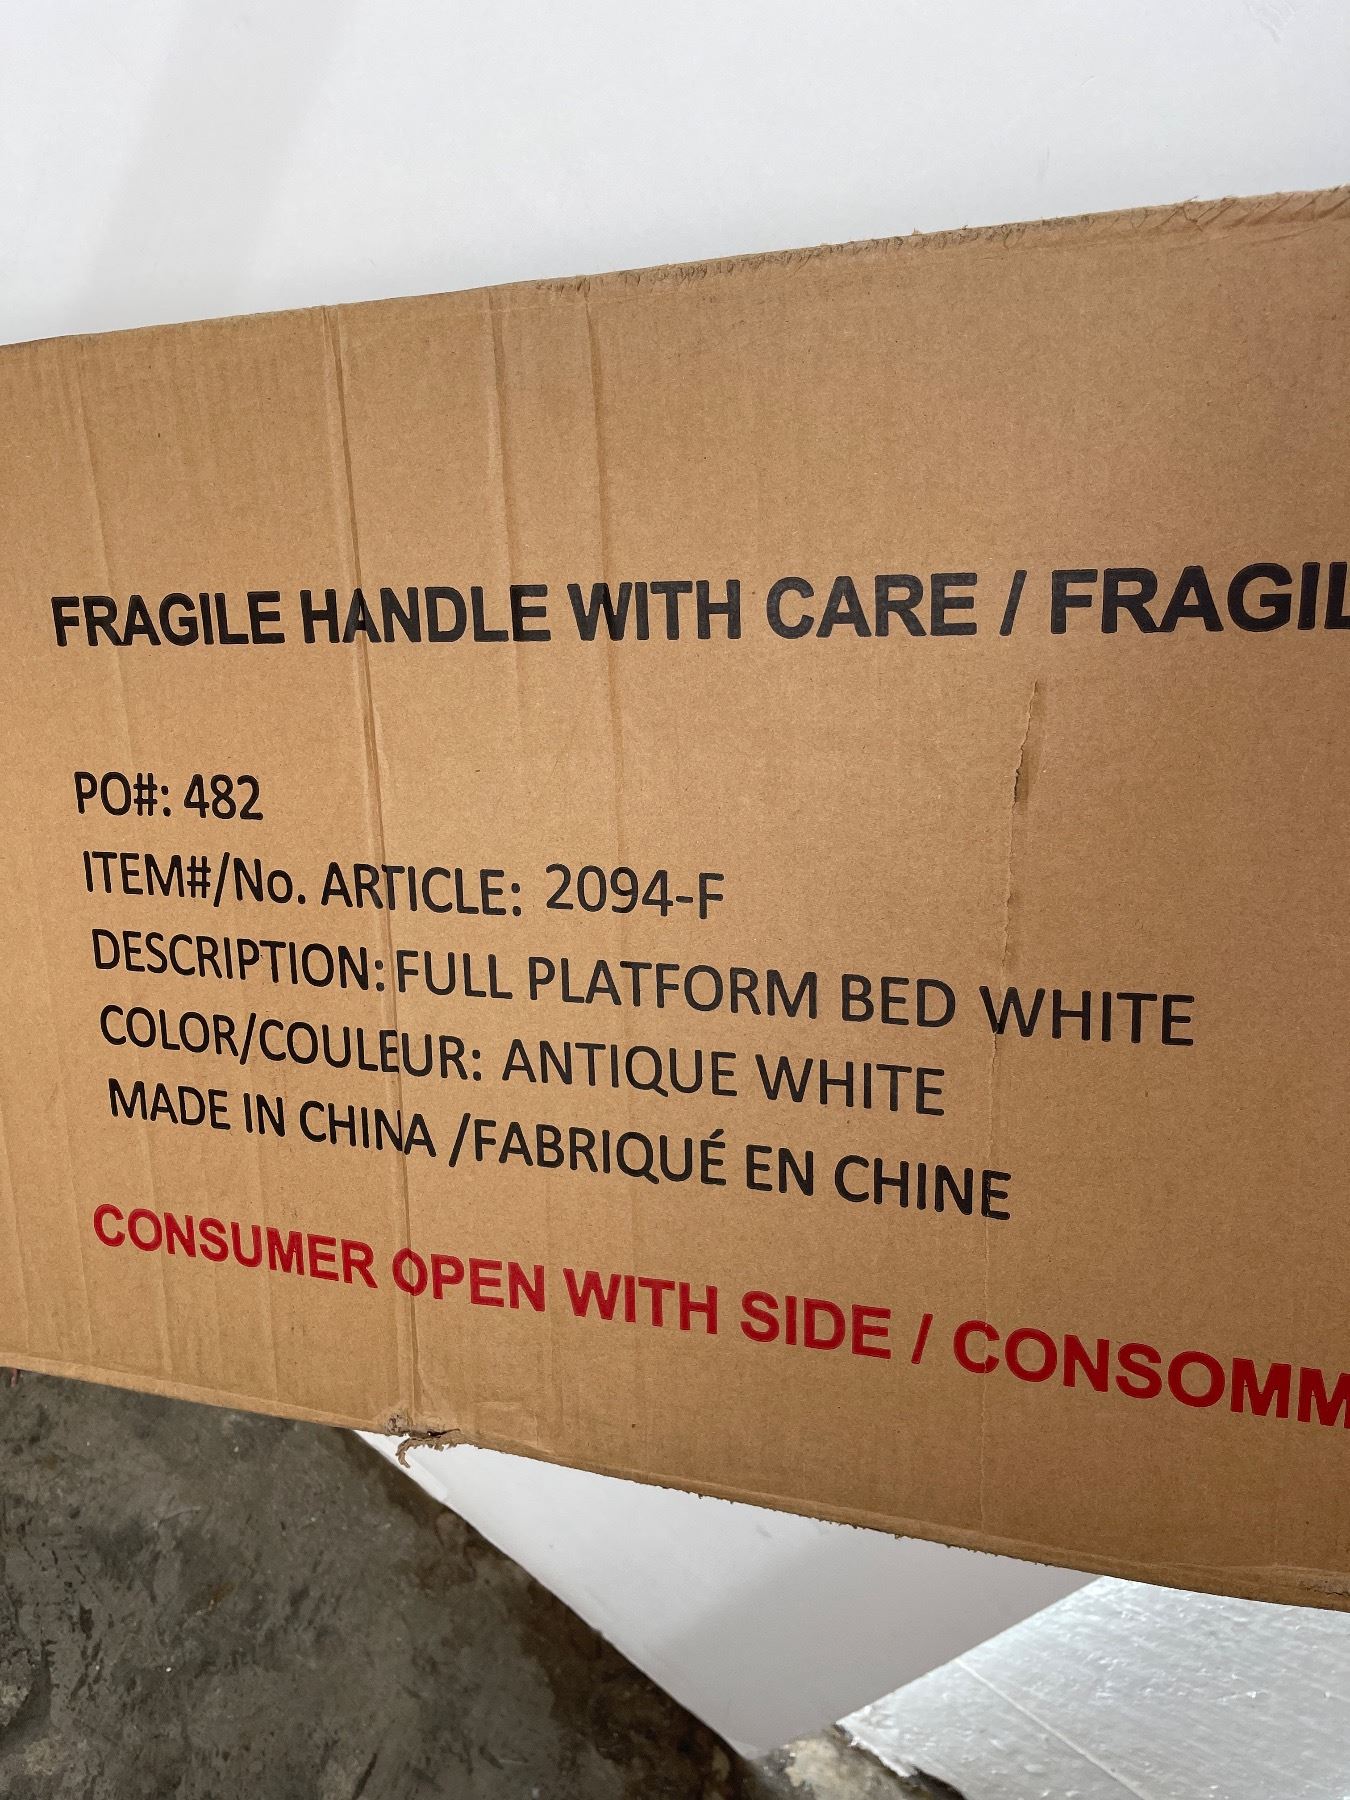 FRAGILE HANDLE WITH CARE / FRAGIL
PO#: 482
ITEM#/No. ARTICLE: 2094-F
DESCRIPTION: FULL PLATFORM BED WHITE
COLOR/COULEUR: ANTIQUE WHITE
MADE IN CHINA /FABRIQUÉ EN CHINE
CONSUMER OPEN WITH SIDE / CONSOMM